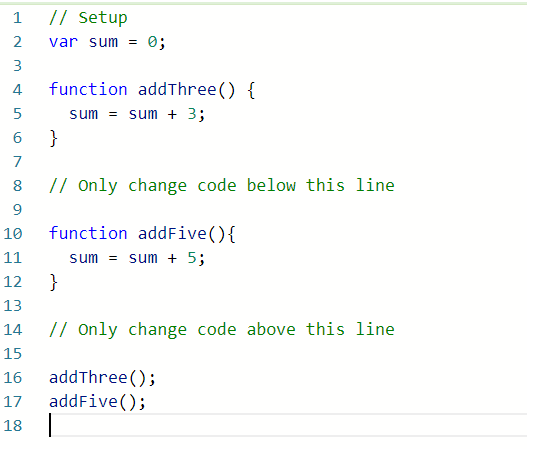 1 // Setup
2 var sum = 0;
3
4 function addThree() {
5   sum = sum + 3;
6 }
7
8 // Only change code below this line
9
10 function addFive(){
11   sum = sum + 5;
12 }
13
14 // Only change code above this line
15
16 addThree();
17 addFive();
18